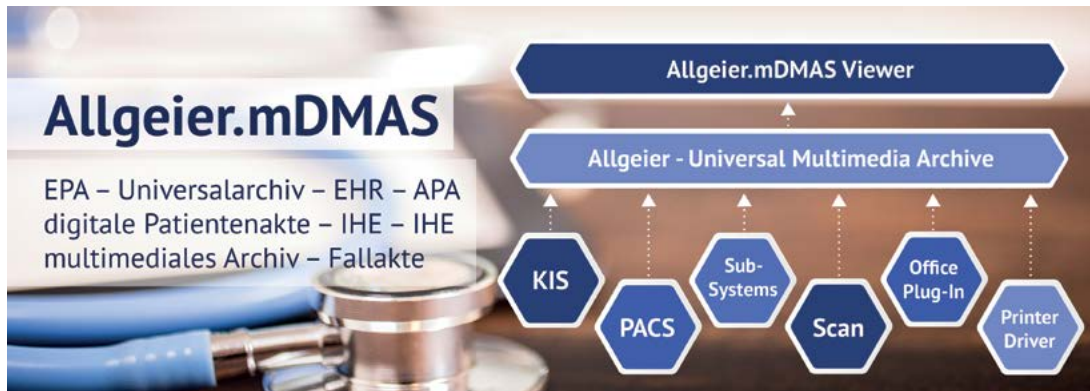 Allgeier.mDMAS
EPA – Universalarchiv – EHR – APA
digitale Patientenakte – IHE – IHE
multimediales Archiv – Fallakte
Allgeier.mDMAS Viewer
Allgeier - Universal Multimedia Archive
KIS
PACS
Sub-
Systems
Scan
Office
Plug-In
Printer
Driver